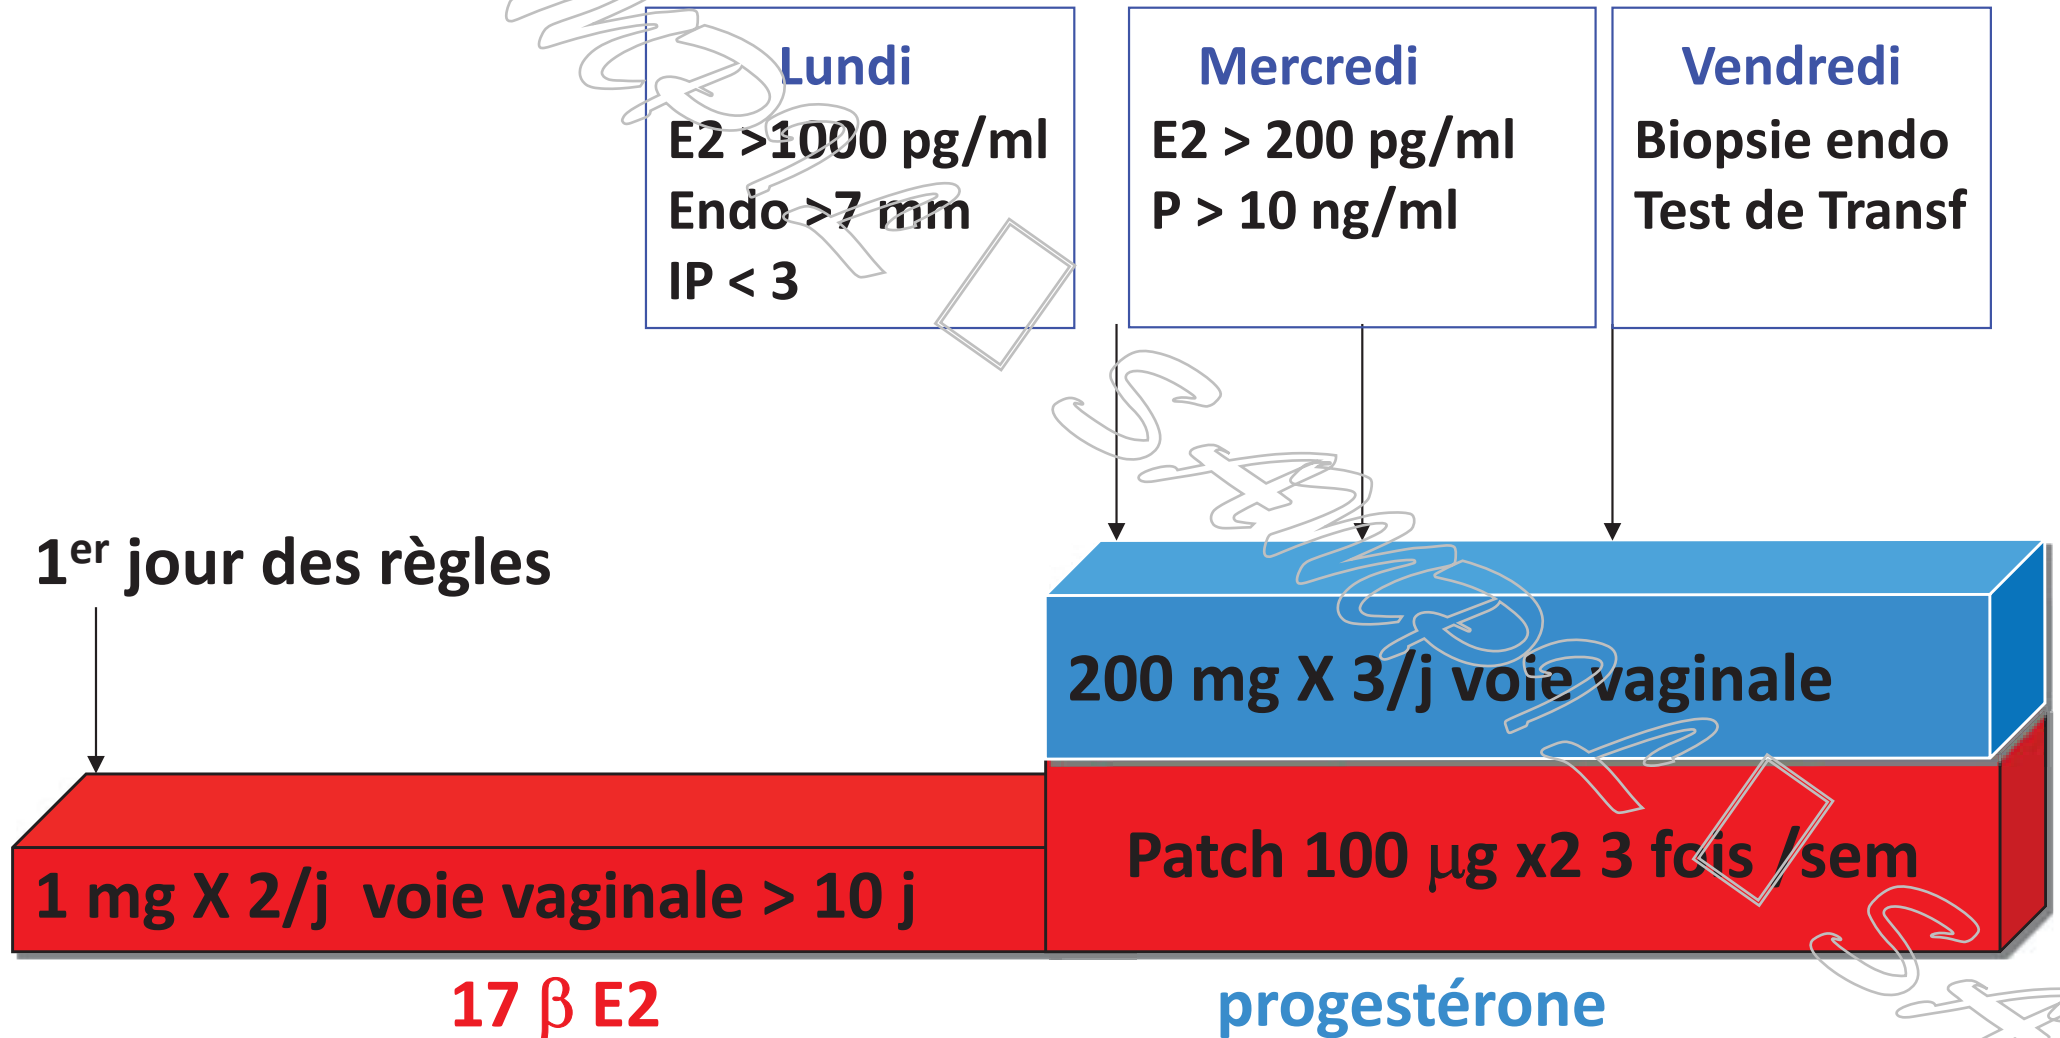 Lundi
E2 >1000 pg/ml
Endo >7 mm
IP < 3
Mercredi
E2 > 200 pg/ml
P > 10 ng/ml
Vendredi
Biopsie endo
Test de Transf
1er jour des règles
200 mg X 3/j voie vaginale
Patch 100 µg x2 3 fois /sem
1 mg X 2/j voie vaginale > 10 j
17 β E2
progestérone